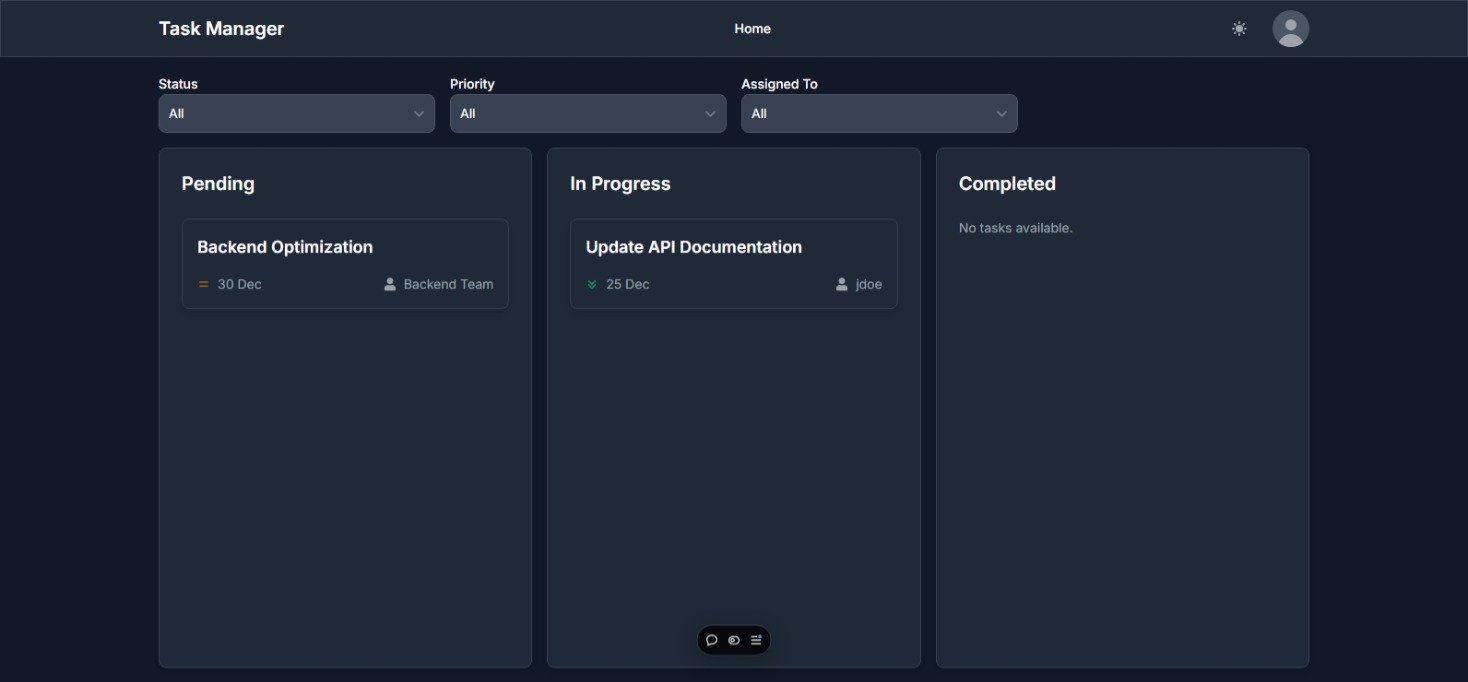 Task Manager
Home
Status
Priority
Assigned To
All
All
All
Pending
In Progress
Completed
Backend Optimization
30 Dec
Backend Team
Update API Documentation
25 Dec
jdoe
No tasks available.